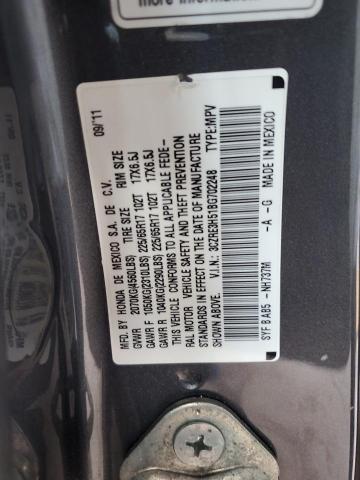 more information
MFD. BY HONDA DE MEXICO S.A. DE C.V. 09/'11
GVWR 2070KG(4560LBS) TIRE SIZE RIM SIZE
GAWR F 1050KG(2310LBS) 225/65R17 102T 17X6.5J
GAWR R 1040KG(2290LBS) 225/65R17 102T 17X6.5J
THIS VEHICLE CONFORMS TO ALL APPLICABLE FEDE-
RAL MOTOR VEHICLE SAFETY AND THEFT PREVENTION
STANDARDS IN EFFECT ON THE DATE OF MANUFACTURE
SHOWN ABOVE.
V.I.N.: 3CZRE3H51BG702248 TYPE:MPV
SYF B AB5 -NH737M -A -G MADE IN MEXICO